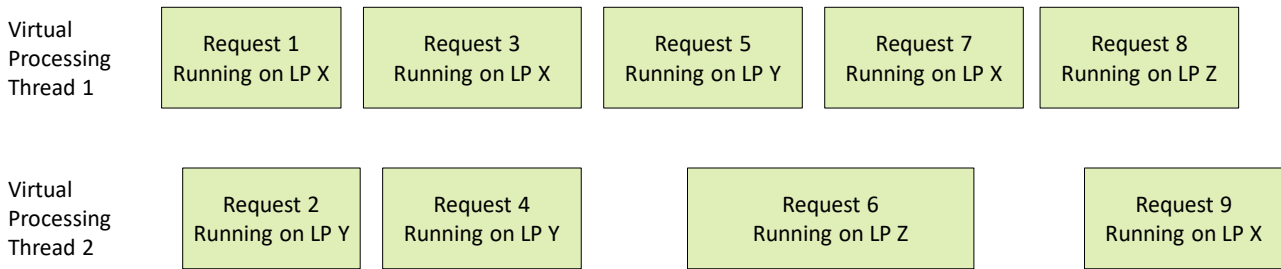 Virtual
Processing
Thread 1
Request 1
Running on LP X
Request 3
Running on LP X
Request 5
Running on LP Y
Request 7
Running on LP X
Request 8
Running on LP Z
Virtual
Processing
Thread 2
Request 2
Running on LP Y
Request 4
Running on LP Y
Request 6
Running on LP Z
Request 9
Running on LP X